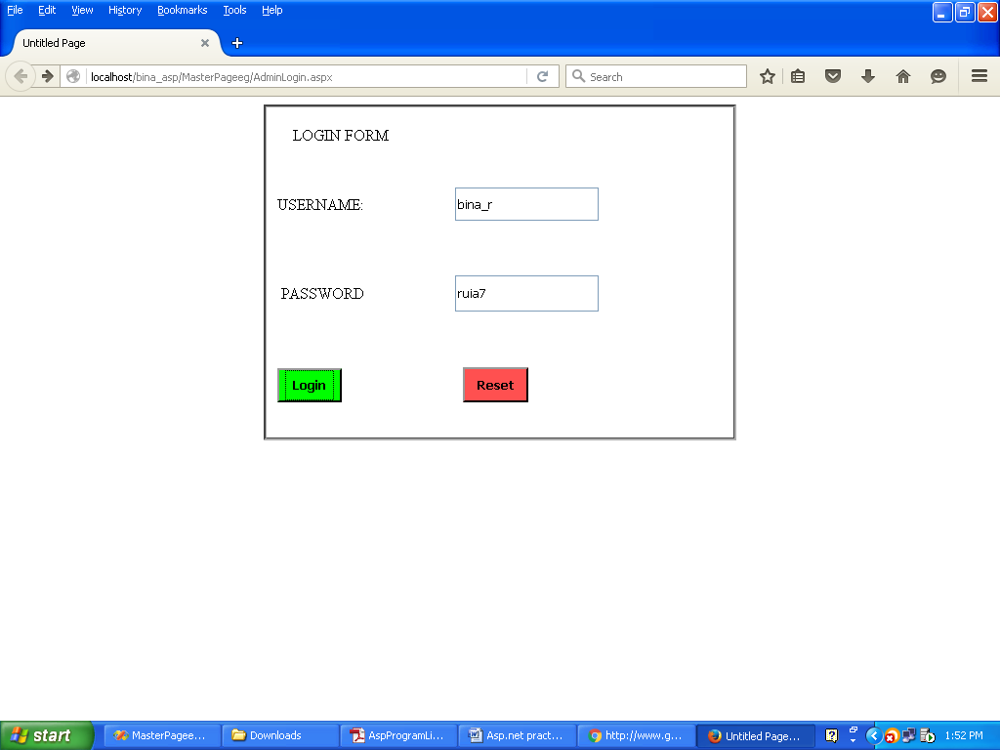 File Edit View History Bookmarks Tools Help
Untitled Page
localhost/bina_asp/MasterPageeg/AdminLogin.aspx
Search
LOGIN FORM
USERNAME: bina_r
PASSWORD ruia7
Login Reset
start MasterPagee... Downloads AspProgramLi... Asp.net pract... http://www.g... Untitled Page... 1:52 PM